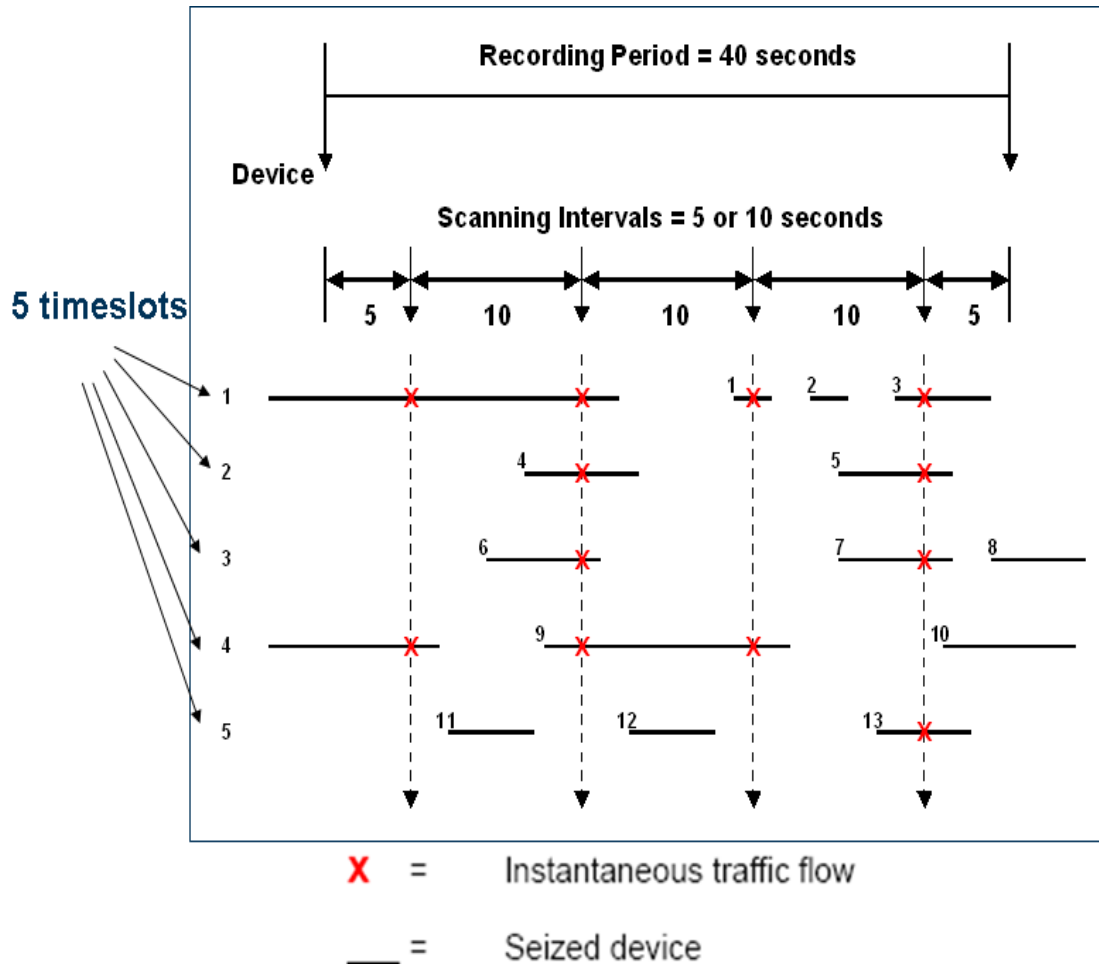 Recording Period = 40 seconds
Device
Scanning Intervals = 5 or 10 seconds
5 timeslots
5 10 10 10 5
1 1 2 3
2 4 5
3 6 7 8
4 9 10
5 11 12 13
X = Instantaneous traffic flow
___ = Seized device